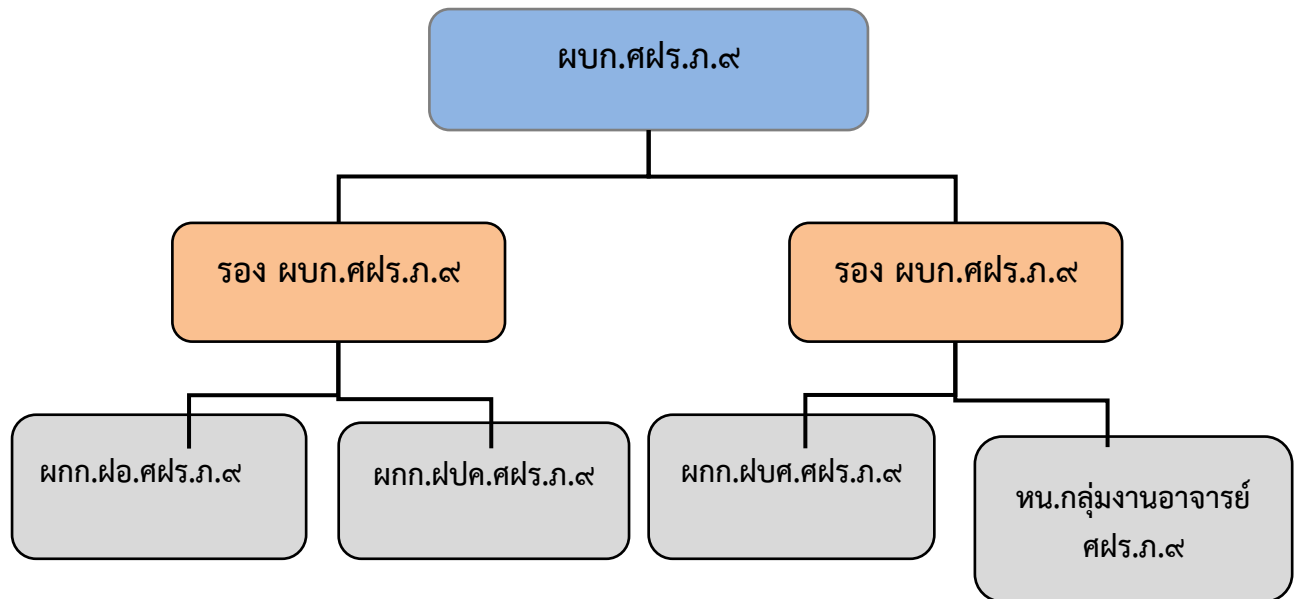 ผบก.ศฝร.ภ.๙
รอง ผบก.ศฝร.ภ.๙
รอง ผบก.ศฝร.ภ.๙
ผกก.ฝอ.ศฝร.ภ.๙
ผกก.ฝปค.ศฝร.ภ.๙
ผกก.ฝบศ.ศฝร.ภ.๙
หน.กลุ่มงานอาจารย์
ศฝร.ภ.๙